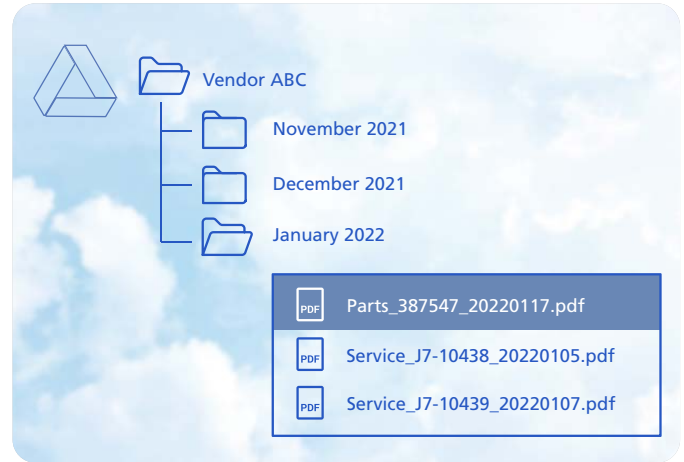 Vendor ABC
November 2021
December 2021
January 2022
PDF Parts_387547_20220117.pdf
PDF Service_J7-10438_20220105.pdf
PDF Service_J7-10439_20220107.pdf